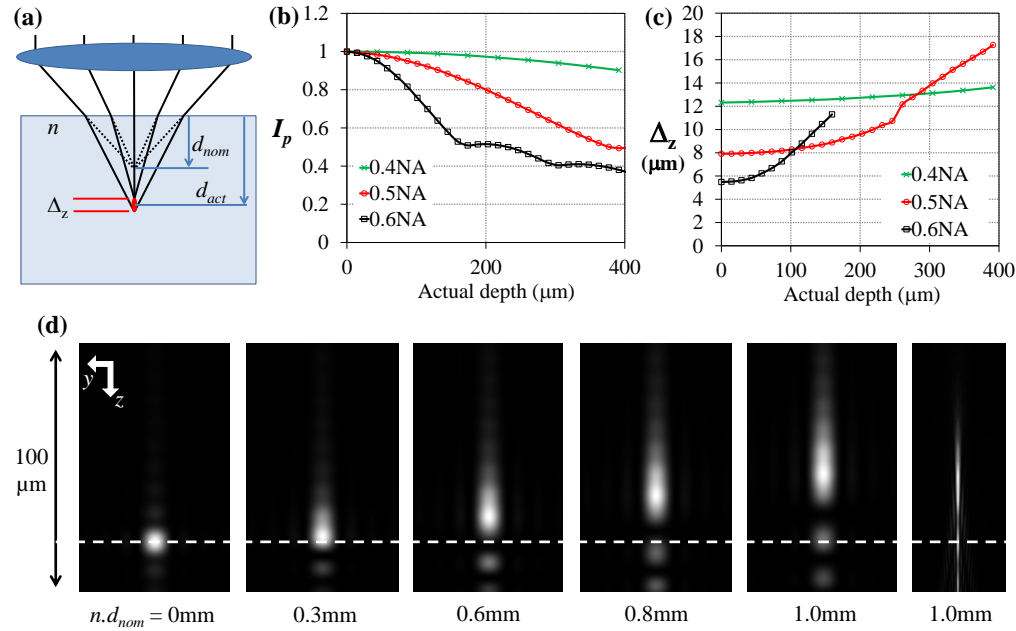 (a)
n
d_nom
d_act
Δ_z
(b)
1.2
1
0.8
0.6
0.4
0.2
0
I_p
0.4NA
0.5NA
0.6NA
0
200
400
Actual depth (μm)
(c)
20
18
16
14
12
10
8
6
4
2
0
Δ_z
(μm)
0.4NA
0.5NA
0.6NA
0
100
200
300
400
Actual depth (μm)
(d)
y
z
100
μm
n.d_nom = 0mm
0.3mm
0.6mm
0.8mm
1.0mm
1.0mm